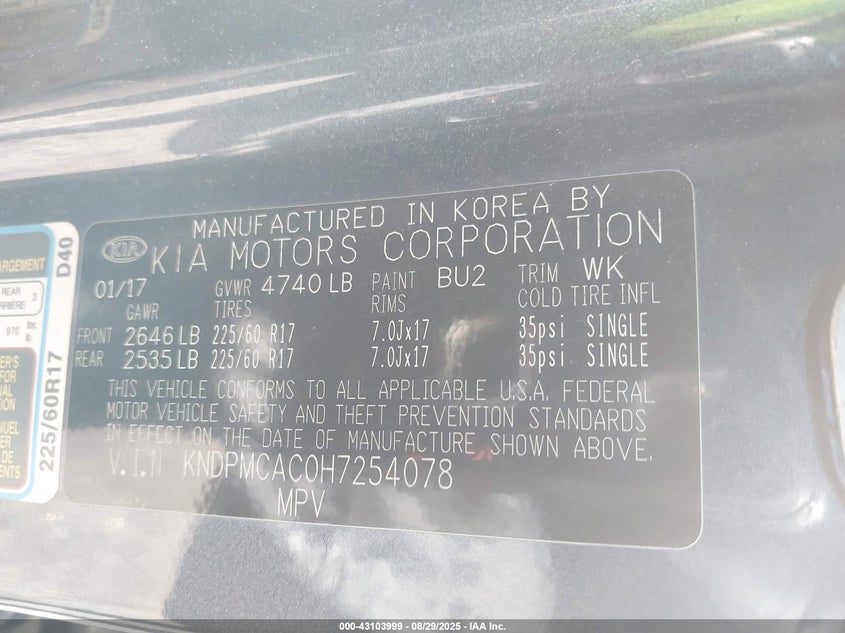 MANUFACTURED IN KOREA BY
KIA KIA MOTORS CORPORATION
01/17 GVWR 4740 LB PAINT BU2 TRIM WK
GAWR TIRES RIMS COLD TIRE INFL
FRONT 2646 LB 225/60 R17 7.0Jx17 35psi SINGLE
REAR 2535 LB 225/60 R17 7.0Jx17 35psi SINGLE
THIS VEHICLE CONFORMS TO ALL APPLICABLE U.S.A. FEDERAL
MOTOR VEHICLE SAFETY AND THEFT PREVENTION STANDARDS
IN EFFECT ON THE DATE OF MANUFACTURE SHOWN ABOVE.
V.I.N KNDPMCAC0H7254078
MPV
D40
225/60R17
REAR 3
970
000-43103999 - 08/29/2025 - IAA Inc.